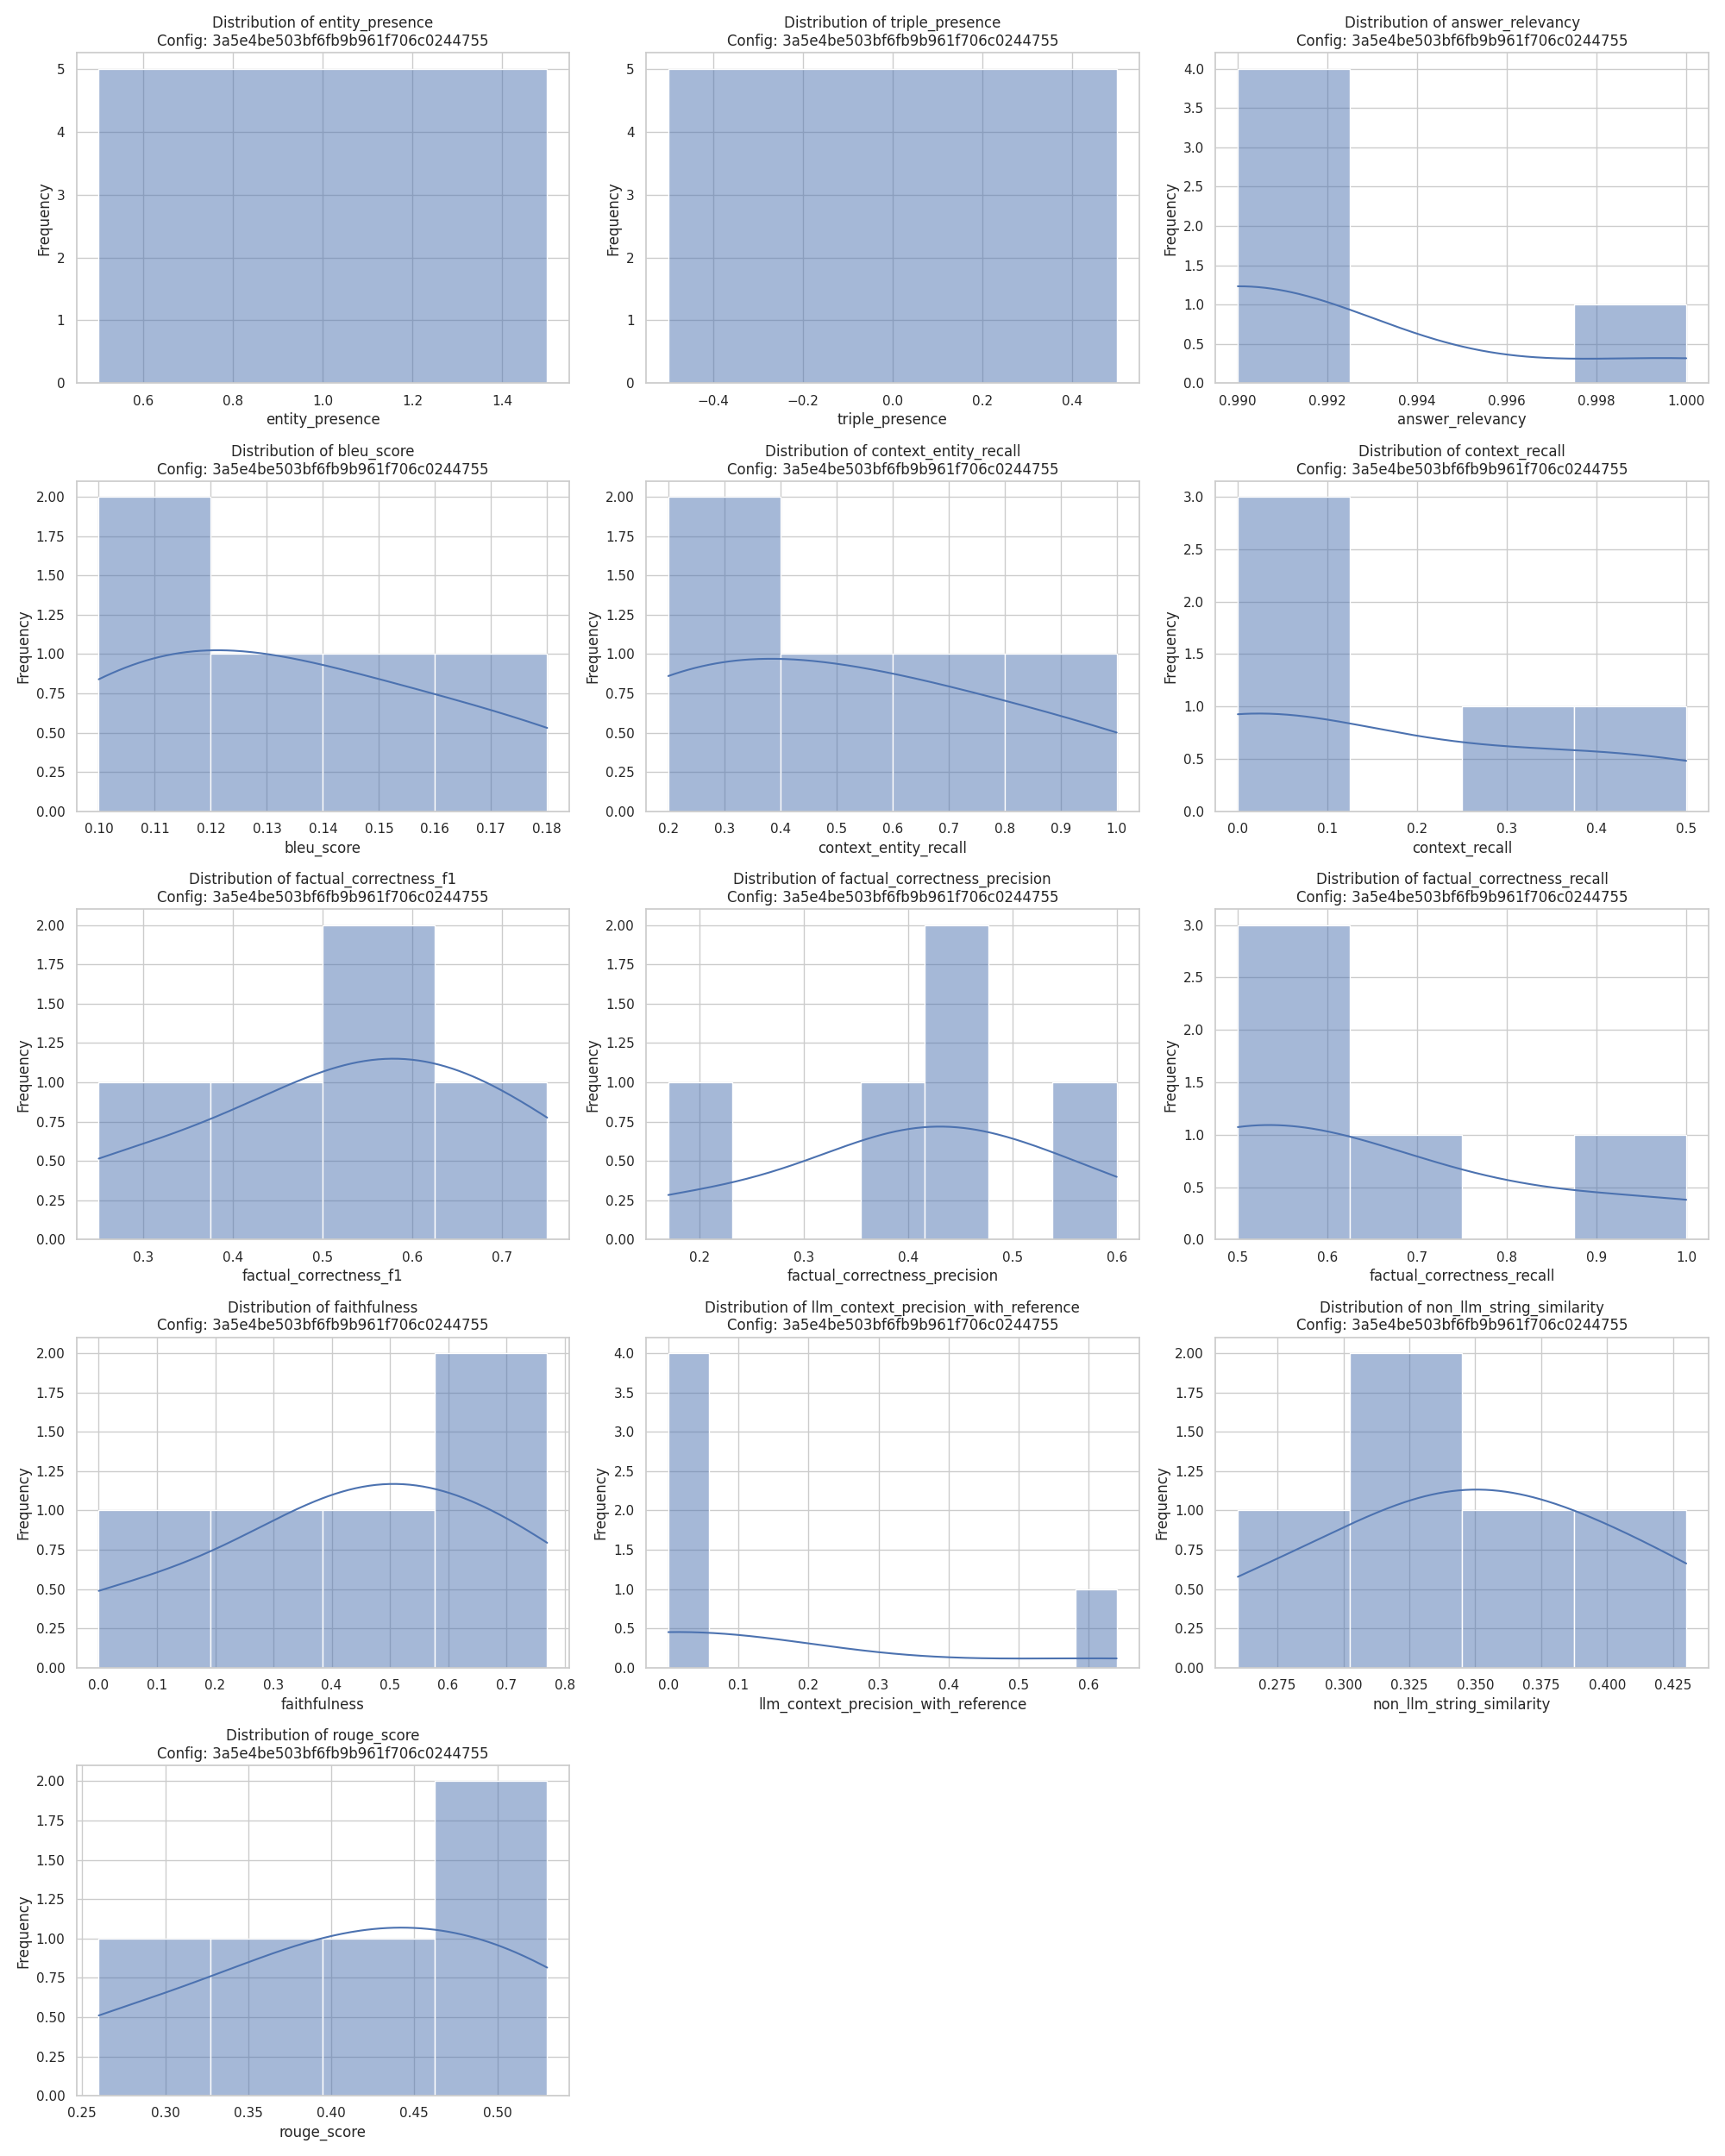 Distribution of entity_presence
Config: 3a5e4be503bf6fb9b961f706c0244755
5
4
3
2
1
0
Frequency
0.6 0.8 1.0 1.2 1.4
entity_presence
Distribution of triple_presence
Config: 3a5e4be503bf6fb9b961f706c0244755
5
4
3
2
1
0
Frequency
−0.4 −0.2 0.0 0.2 0.4
triple_presence
Distribution of answer_relevancy
Config: 3a5e4be503bf6fb9b961f706c0244755
4.0
3.5
3.0
2.5
2.0
1.5
1.0
0.5
0.0
Frequency
0.990 0.992 0.994 0.996 0.998 1.000
answer_relevancy
Distribution of bleu_score
Config: 3a5e4be503bf6fb9b961f706c0244755
2.00
1.75
1.50
1.25
1.00
0.75
0.50
0.25
0.00
Frequency
0.10 0.11 0.12 0.13 0.14 0.15 0.16 0.17 0.18
bleu_score
Distribution of context_entity_recall
Config: 3a5e4be503bf6fb9b961f706c0244755
2.00
1.75
1.50
1.25
1.00
0.75
0.50
0.25
0.00
Frequency
0.2 0.3 0.4 0.5 0.6 0.7 0.8 0.9 1.0
context_entity_recall
Distribution of context_recall
Config: 3a5e4be503bf6fb9b961f706c0244755
3.0
2.5
2.0
1.5
1.0
0.5
0.0
Frequency
0.0 0.1 0.2 0.3 0.4 0.5
context_recall
Distribution of factual_correctness_f1
Config: 3a5e4be503bf6fb9b961f706c0244755
2.00
1.75
1.50
1.25
1.00
0.75
0.50
0.25
0.00
Frequency
0.3 0.4 0.5 0.6 0.7
factual_correctness_f1
Distribution of factual_correctness_precision
Config: 3a5e4be503bf6fb9b961f706c0244755
2.00
1.75
1.50
1.25
1.00
0.75
0.50
0.25
0.00
Frequency
0.2 0.3 0.4 0.5 0.6
factual_correctness_precision
Distribution of factual_correctness_recall
Config: 3a5e4be503bf6fb9b961f706c0244755
3.0
2.5
2.0
1.5
1.0
0.5
0.0
Frequency
0.5 0.6 0.7 0.8 0.9 1.0
factual_correctness_recall
Distribution of faithfulness
Config: 3a5e4be503bf6fb9b961f706c0244755
2.00
1.75
1.50
1.25
1.00
0.75
0.50
0.25
0.00
Frequency
0.0 0.1 0.2 0.3 0.4 0.5 0.6 0.7 0.8
faithfulness
Distribution of llm_context_precision_with_reference
Config: 3a5e4be503bf6fb9b961f706c0244755
4.0
3.5
3.0
2.5
2.0
1.5
1.0
0.5
0.0
Frequency
0.0 0.1 0.2 0.3 0.4 0.5 0.6
llm_context_precision_with_reference
Distribution of non_llm_string_similarity
Config: 3a5e4be503bf6fb9b961f706c0244755
2.00
1.75
1.50
1.25
1.00
0.75
0.50
0.25
0.00
Frequency
0.275 0.300 0.325 0.350 0.375 0.400 0.425
non_llm_string_similarity
Distribution of rouge_score
Config: 3a5e4be503bf6fb9b961f706c0244755
2.00
1.75
1.50
1.25
1.00
0.75
0.50
0.25
0.00
Frequency
0.25 0.30 0.35 0.40 0.45 0.50
rouge_score